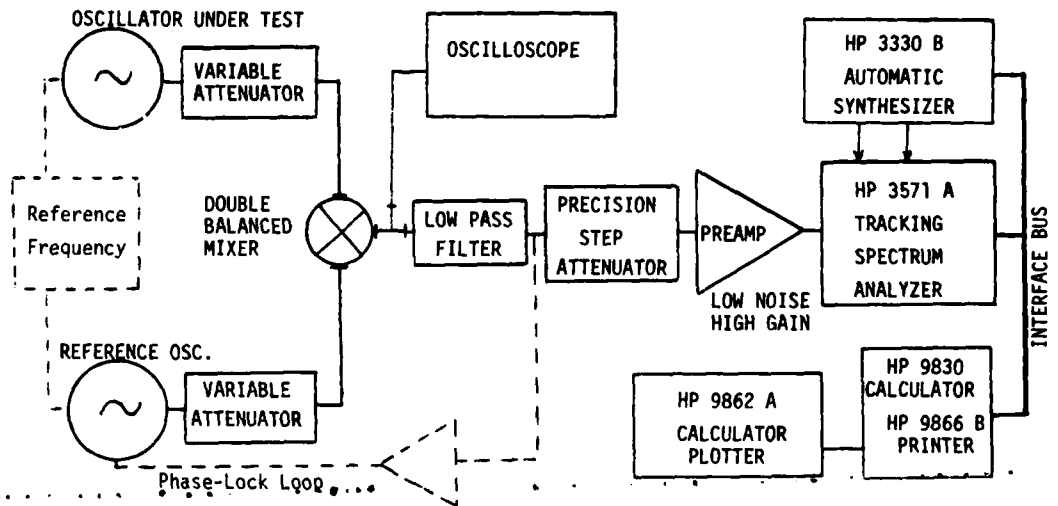 OSCILLATOR UNDER TEST
VARIABLE
ATTENUATOR
OSCILLOSCOPE
HP 3330 B
AUTOMATIC
SYNTHESIZER
Reference
Frequency
DOUBLE
BALANCED
MIXER
LOW PASS
FILTER
PRECISION
STEP
ATTENUATOR
PREAMP
LOW NOISE
HIGH GAIN
HP 3571 A
TRACKING
SPECTRUM
ANALYZER
INTERFACE BUS
REFERENCE OSC.
VARIABLE
ATTENUATOR
Phase-Lock Loop
HP 9862 A
CALCULATOR
PLOTTER
HP 9830
CALCULATOR
HP 9866 B
PRINTER